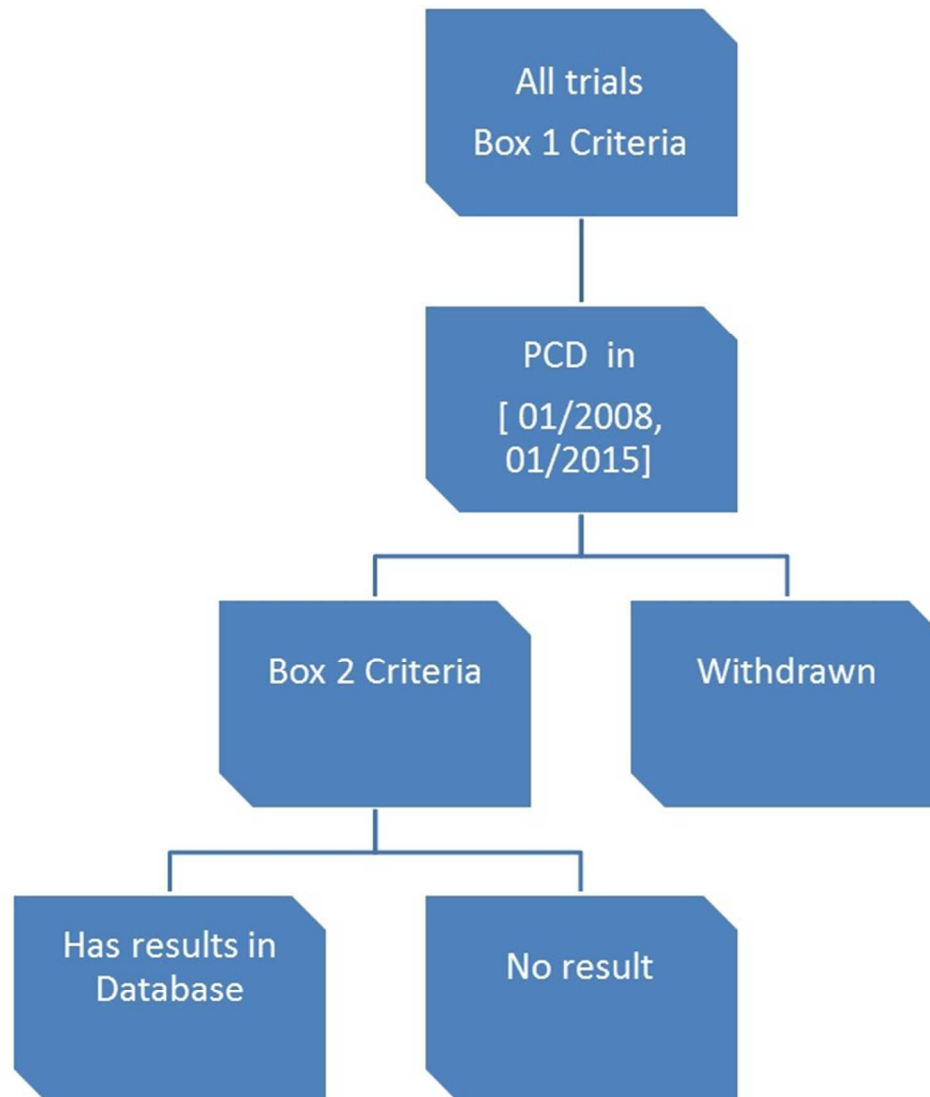 All trials
Box 1 Criteria
PCD in
[ 01/2008,
01/2015]
Box 2 Criteria
Withdrawn
Has results in
Database
No result